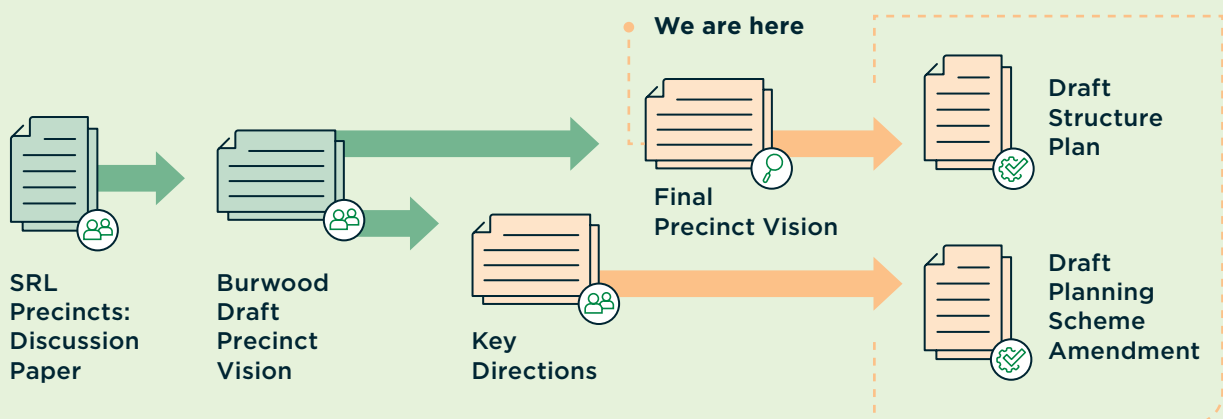 We are here
SRL
Precincts:
Discussion
Paper
Burwood
Draft
Precinct
Vision
Key
Directions
Final
Precinct Vision
Draft
Structure
Plan
Draft
Planning
Scheme
Amendment